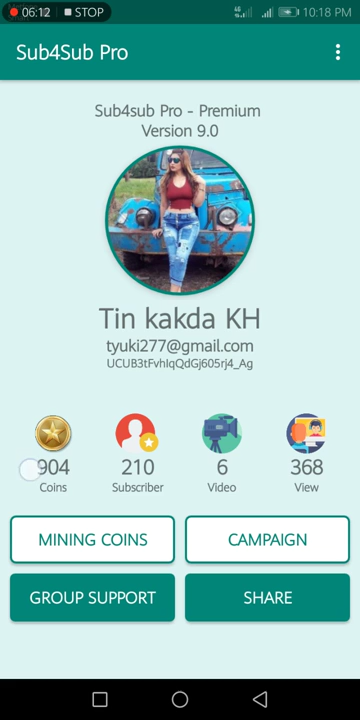 06:12 STOP 4G 10:18 PM
Sub4Sub Pro
Sub4sub Pro - Premium
Version 9.0
Tin kakda KH
tyuki277@gmail.com
UCUB3tFvhIqQdGj605rj4_Ag
904 210 6 368
Coins Subscriber Video View
MINING COINS CAMPAIGN
GROUP SUPPORT SHARE